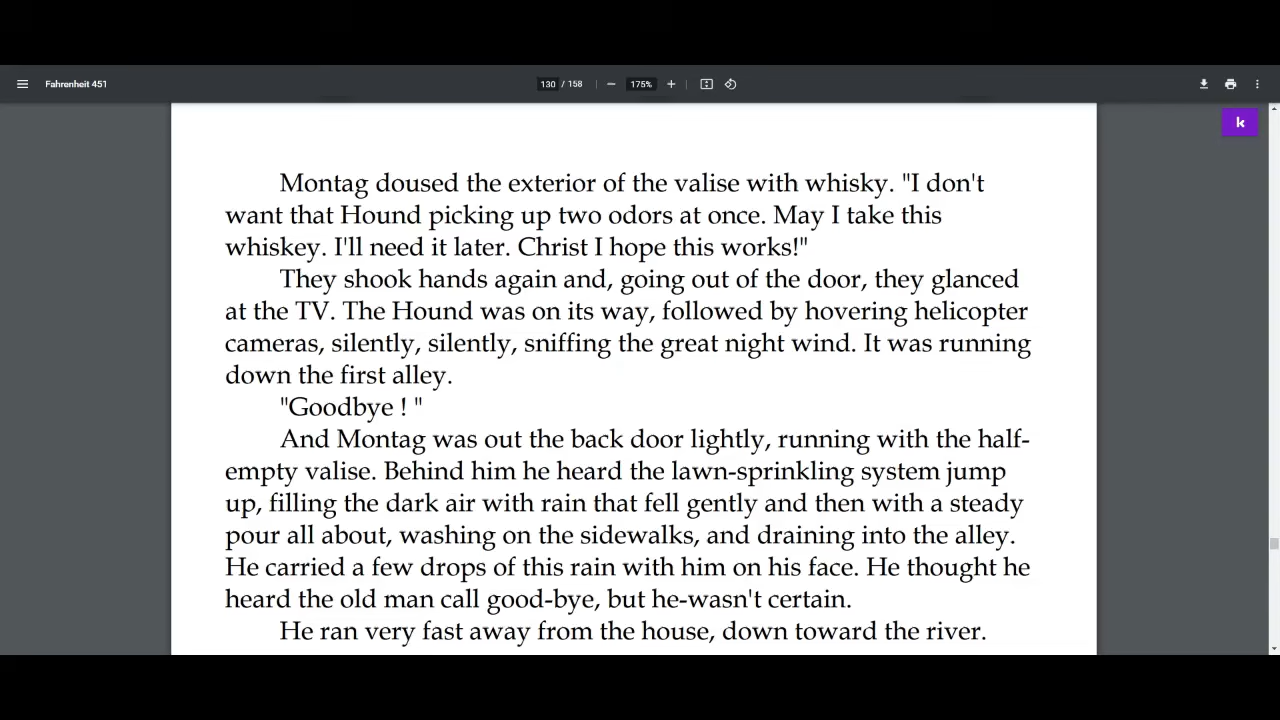 Fahrenheit 451
130 / 158
175%
k
Montag doused the exterior of the valise with whisky. "I don't
want that Hound picking up two odors at once. May I take this
whiskey. I'll need it later. Christ I hope this works!"
They shook hands again and, going out of the door, they glanced
at the TV. The Hound was on its way, followed by hovering helicopter
cameras, silently, silently, sniffing the great night wind. It was running
down the first alley.
"Goodbye ! "
And Montag was out the back door lightly, running with the half-
empty valise. Behind him he heard the lawn-sprinkling system jump
up, filling the dark air with rain that fell gently and then with a steady
pour all about, washing on the sidewalks, and draining into the alley.
He carried a few drops of this rain with him on his face. He thought he
heard the old man call good-bye, but he-wasn't certain.
He ran very fast away from the house, down toward the river.